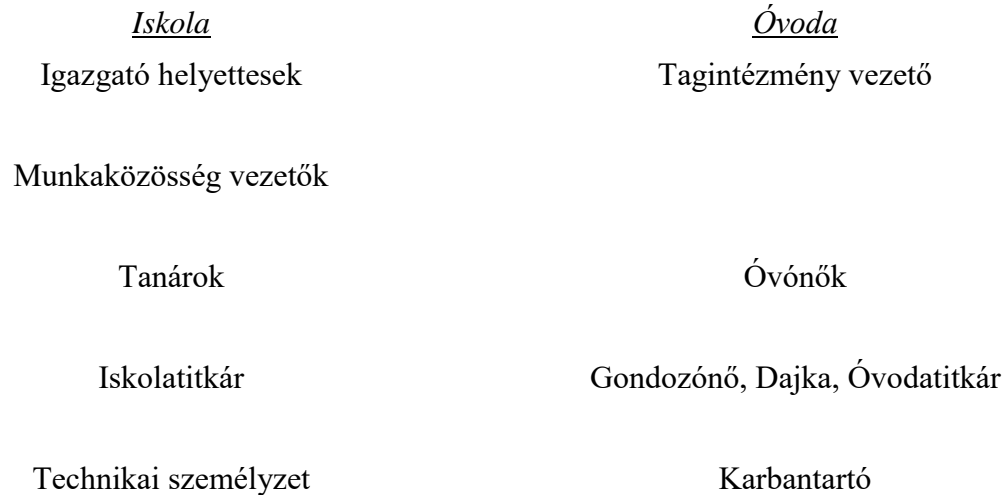 Iskola Óvoda
Igazgató helyettesek Tagintézmény vezető
Munkaközösség vezetők
Tanárok Óvónők
Iskolatitkár Gondozónő, Dajka, Óvodatitkár
Technikai személyzet Karbantartó